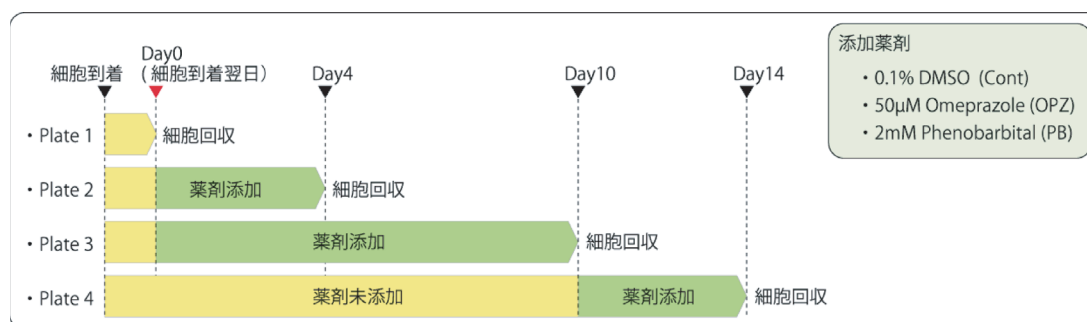 Day0
細胞到着
( 細胞到着翌日)
Day4
Day10
Day14
・Plate 1
細胞回収
・Plate 2
薬剤添加
細胞回収
・Plate 3
薬剤添加
細胞回収
・Plate 4
薬剤未添加
薬剤添加
細胞回収
添加薬剤
• 0.1% DMSO (Cont)
• 50μM Omeprazole (OPZ)
• 2mM Phenobarbital (PB)